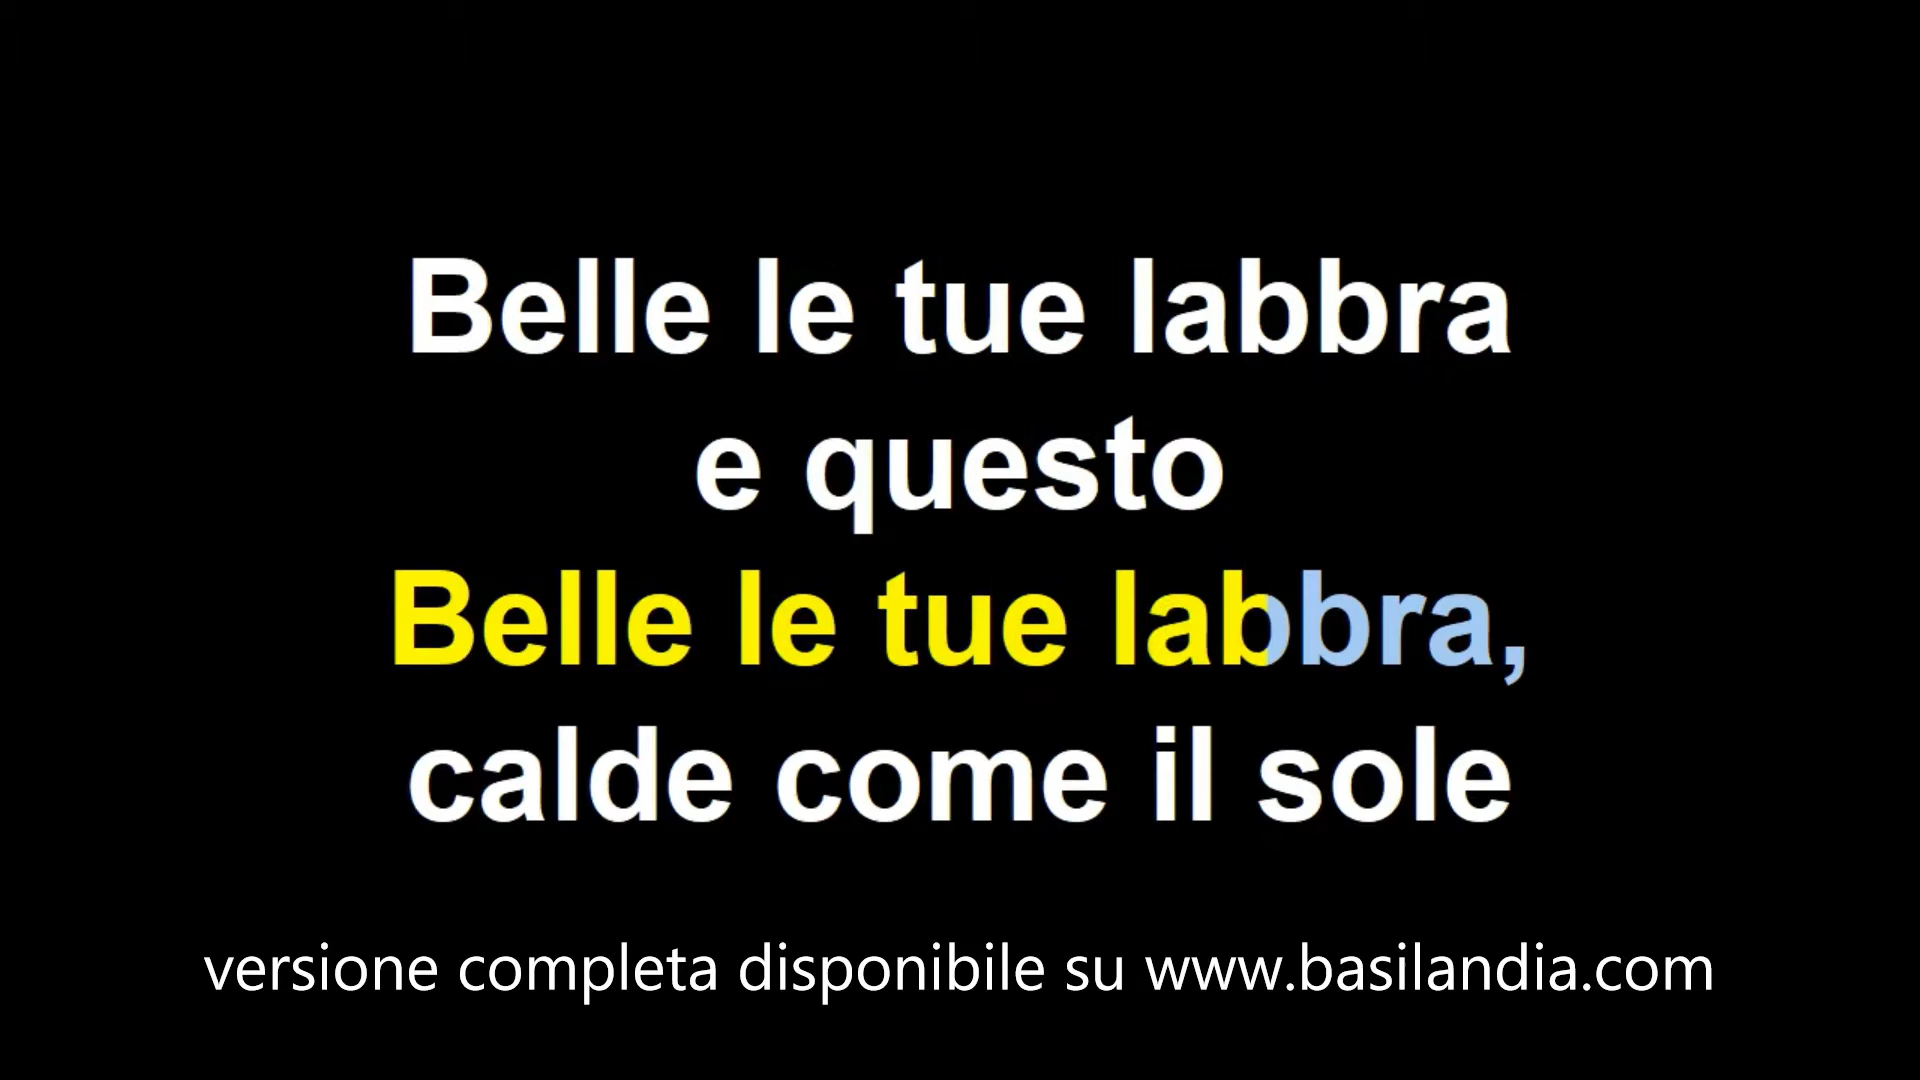 Belle le tue labbra
e questo
Belle le tue labbra,
calde come il sole
versione completa disponibile su www.basilandia.com